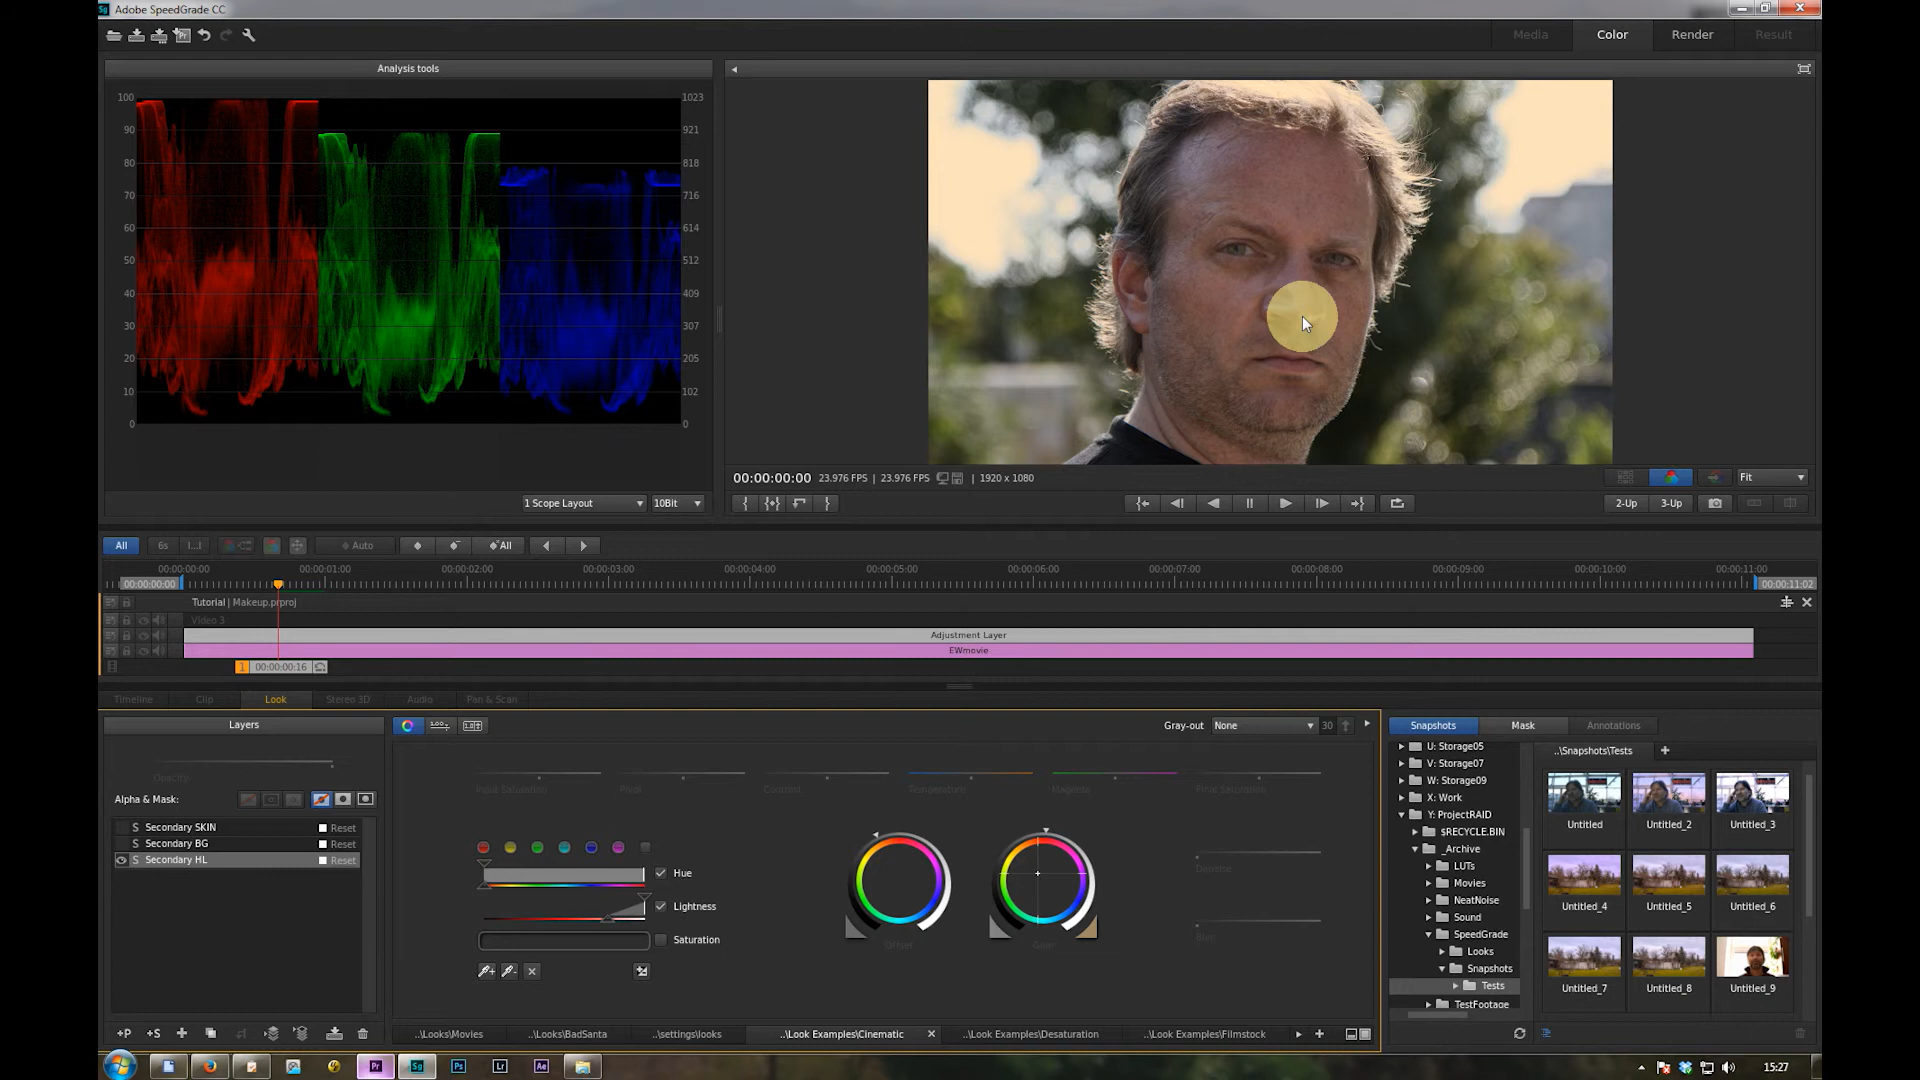 Adobe SpeedGrade CC
Media Color Render Result
Analysis tools
100 1023
90 921
80 818
70 716
60 614
50 512
40 409
30 307
20 205
10 102
0 0
1 Scope Layout 10Bit
00:00:00:00 23.976 FPS | 23.976 FPS | 1920 x 1080
Fit
2-Up 3-Up
All 6s Auto All
00:00:00:00 00:00:01:00 00:00:02:00 00:00:03:00 00:00:04:00 00:00:05:00 00:00:06:00 00:00:07:00 00:00:08:00 00:00:09:00 00:00:10:00 00:00:11:00
00:00:00:00 00:00:11:02
Tutorial | Makeup.prproj
Video 3
Adjustment Layer
EWmovie
1 00:00:00:16
Timeline Clip Look Stereo 3D Audio Pan & Scan
Layers
Opacity
Alpha & Mask:
S Secondary SKIN Reset
S Secondary BG Reset
S Secondary HL Reset
+P +S
Gray-out None 30
Input Saturation Pivot Contrast Temperature Magenta Final Saturation
Hue
Lightness
Saturation
Offset Gain
Denoise
Blur
..\Looks\Movies ..\Looks\BadSanta ..\settings\looks ..\Look Examples\Cinematic ..\Look Examples\Desaturation ..\Look Examples\Filmstock
Snapshots Mask Annotations
U: Storage05
V: Storage07
W: Storage09
X: Work
Y: ProjectRAID
$RECYCLE.BIN
_Archive
LUTs
Movies
NeatNoise
Sound
SpeedGrade
Looks
Snapshots
Tests
TestFootage
..\Snapshots\Tests
Untitled Untitled_2 Untitled_3
Untitled_4 Untitled_5 Untitled_6
Untitled_7 Untitled_8 Untitled_9
Pr Sg Ps Lr Ae
15:27